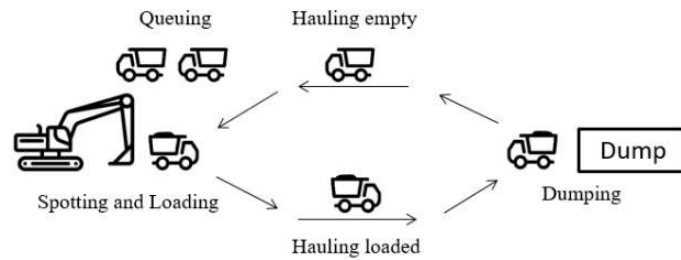 Queuing
Hauling empty
Dump
Dumping
Spotting and Loading
Hauling loaded